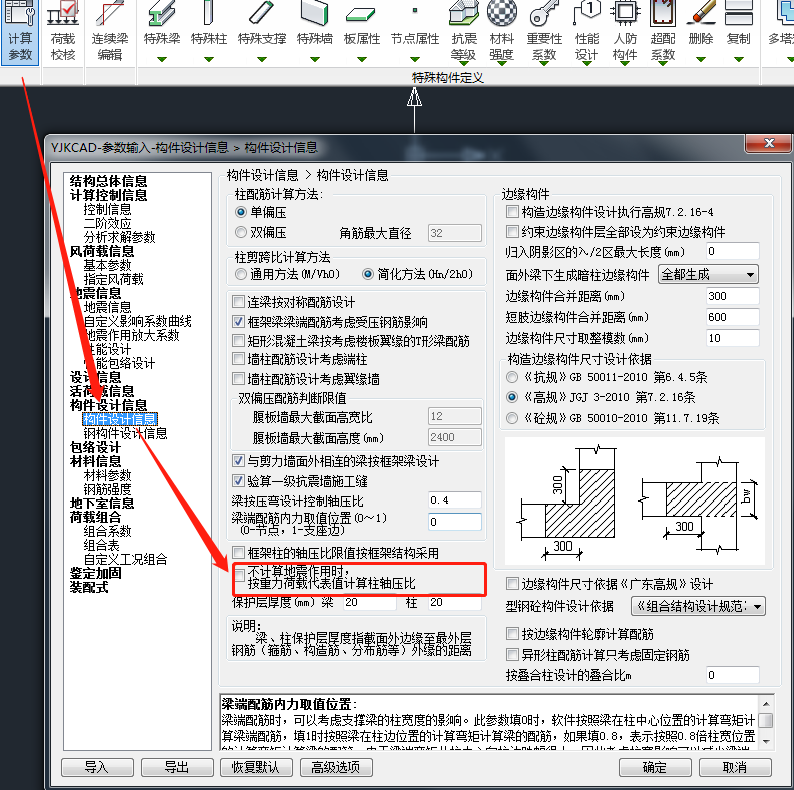 计算
参数
荷载
校核
连续梁
编辑
特殊梁
特殊柱
特殊支撑
特殊墙
板属性
节点属性
抗震
等级
材料
强度
重要性
系数
性能
设计
人防
构件
超配
系数
删除
复制
多塔
特殊构件定义
YJKCAD-参数输入-构件设计信息 > 构件设计信息
结构总体信息
计算控制信息
控制信息
二阶效应
分析求解参数
风荷载信息
基本参数
指定风荷载
地震信息
地震信息
自定义影响系数曲线
地震作用放大系数
性能设计
性能包络设计
设计信息
活荷载信息
构件设计信息
构件设计信息
钢构件设计信息
包络设计
材料信息
材料参数
钢筋强度
地下室信息
荷载组合
组合系数
组合表
自定义工况组合
鉴定加固
装配式
构件设计信息 > 构件设计信息
柱配筋计算方法:
单偏压
双偏压 角筋最大直径 32
柱剪跨比计算方法
通用方法(M/Vh0) 简化方法(Hn/2h0)
连梁按对称配筋设计
框架梁梁端配筋考虑受压钢筋影响
矩形混凝土梁按考虑楼板翼缘的T形梁配筋
墙柱配筋设计考虑端柱
墙柱配筋设计考虑翼缘墙
双偏压配筋判断限值
腹板墙最大截面高宽比 12
腹板墙最大截面高度(mm) 2400
与剪力墙面外相连的梁按框架梁设计
验算一级抗震墙施工缝
梁按压弯设计控制轴压比 0.4
梁端配筋内力取值位置(0~1) 0
(0-节点, 1-支座边)
框架柱的轴压比限值按框架结构采用
不计算地震作用时,
按重力荷载代表值计算柱轴压比
保护层厚度(mm) 梁 20 柱 20
说明:
梁、柱保护层厚度指截面外边缘至最外层
钢筋(箍筋、构造筋、分布筋等)外缘的距离
边缘构件
构造边缘构件设计执行高规7.2.16-4
约束边缘构件层全部设为约束边缘构件
归入阴影区的λ/2区最大长度(mm) 0
面外梁下生成暗柱边缘构件 全部生成
边缘构件合并距离(mm) 300
短肢边缘构件合并距离(mm) 600
边缘构件尺寸取整模数(mm) 10
构造边缘构件尺寸设计依据
《抗规》GB 50011-2010 第6.4.5条
《高规》JGJ 3-2010 第7.2.16条
《砼规》GB 50010-2010 第11.7.19条
300
300
300
bw
边缘构件尺寸依据《广东高规》设计
型钢砼构件设计依据 《组合结构设计规范:
按边缘构件轮廓计算配筋
异形柱配筋计算只考虑固定钢筋
按叠合柱设计的叠合比m 0
梁端配筋内力取值位置:
梁端配筋时, 可以考虑支撑梁的柱宽度的影响。此参数填0时, 软件按照梁在柱中心位置的计算弯矩计
算梁端配筋, 填1时按照梁在柱边位置的计算弯矩计算梁的配筋, 如果填0.8, 表示按照0.8倍柱宽位置
导入
导出
恢复默认
高级选项
确定
取消